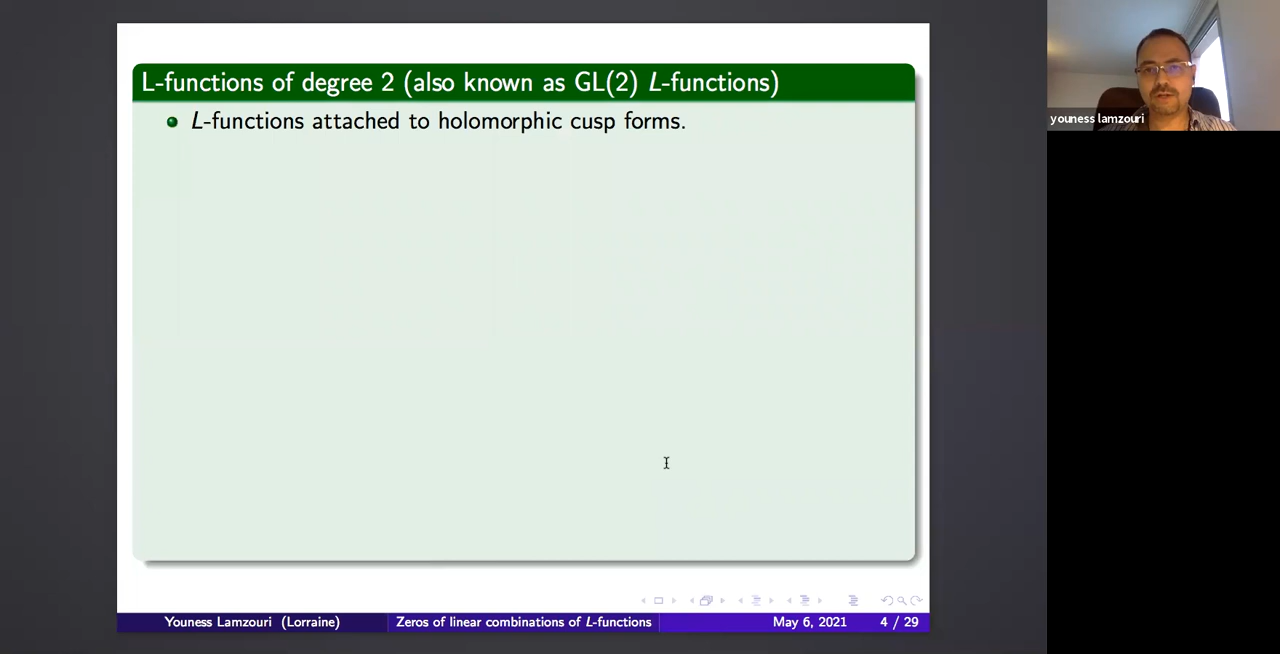 L-functions of degree 2 (also known as GL(2) L-functions)
L-functions attached to holomorphic cusp forms.
youness lamzouri
Youness Lamzouri (Lorraine) Zeros of linear combinations of L-functions May 6, 2021 4 / 29